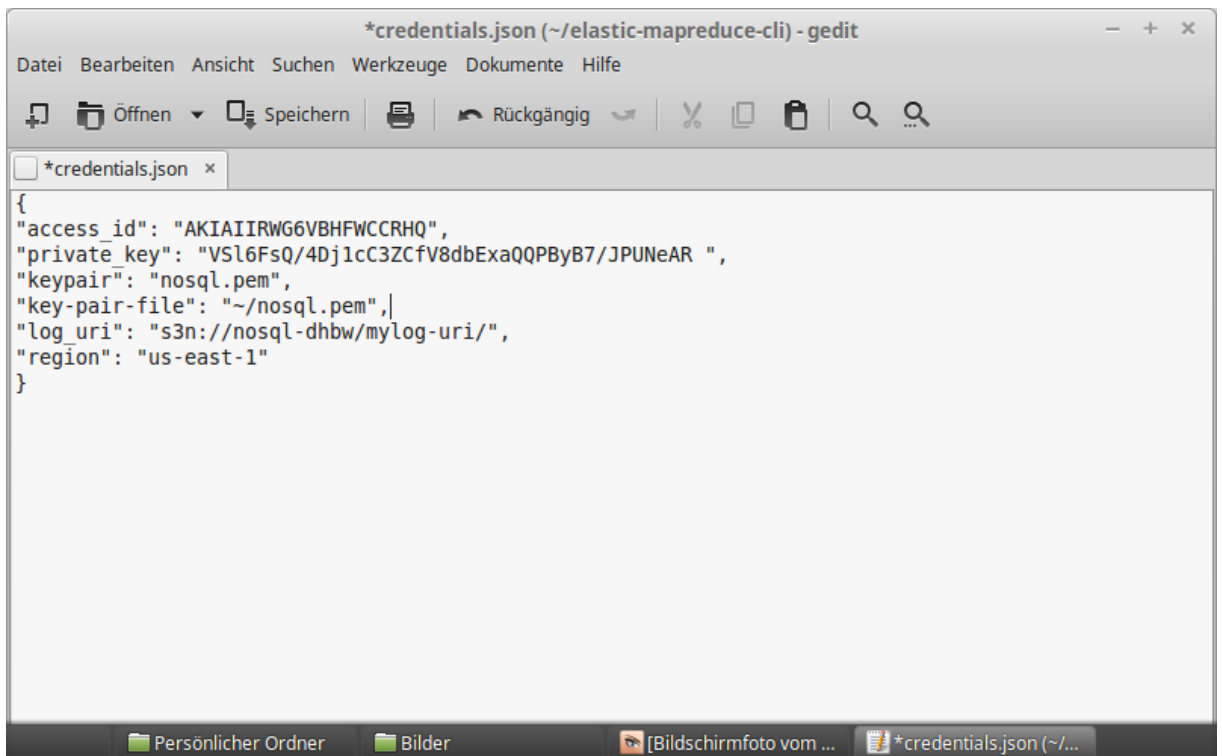 *credentials.json (~/elastic-mapreduce-cli) - gedit
Datei Bearbeiten Ansicht Suchen Werkzeuge Dokumente Hilfe
Öffnen Speichern Rückgängig
*credentials.json
{
"access_id": "AKIAIIRWG6VBHFWCCRHQ",
"private_key": "VSl6FsQ/4Dj1cC3ZCfV8dbExaQQPByB7/JPUNeAR ",
"keypair": "nosql.pem",
"key-pair-file": "~/nosql.pem",
"log_uri": "s3n://nosql-dhbw/mylog-uri/",
"region": "us-east-1"
}
Persönlicher Ordner Bilder [Bildschirmfoto vom ... *credentials.json (~/...